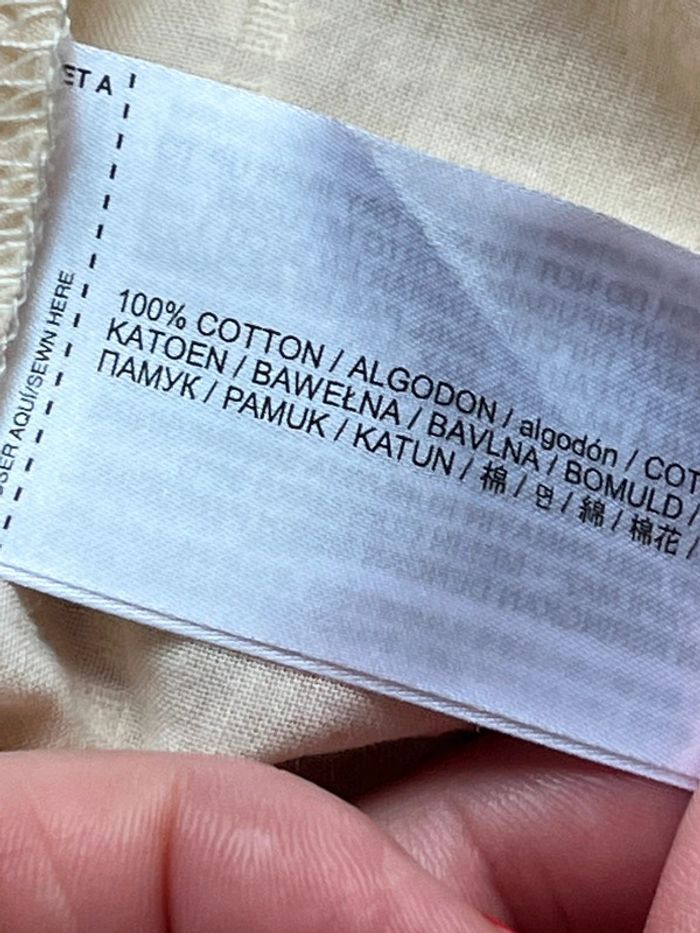 ET A
100% COTTON / ALGODON / algodón / COT
KATOEN / BAWEŁNA / BAVLNA / BOMULD /
ПАМУК / PAMUK / KATUN / 棉 / 면 / 綿 / 棉花 /
SER AQUÍ/SEWN HERE